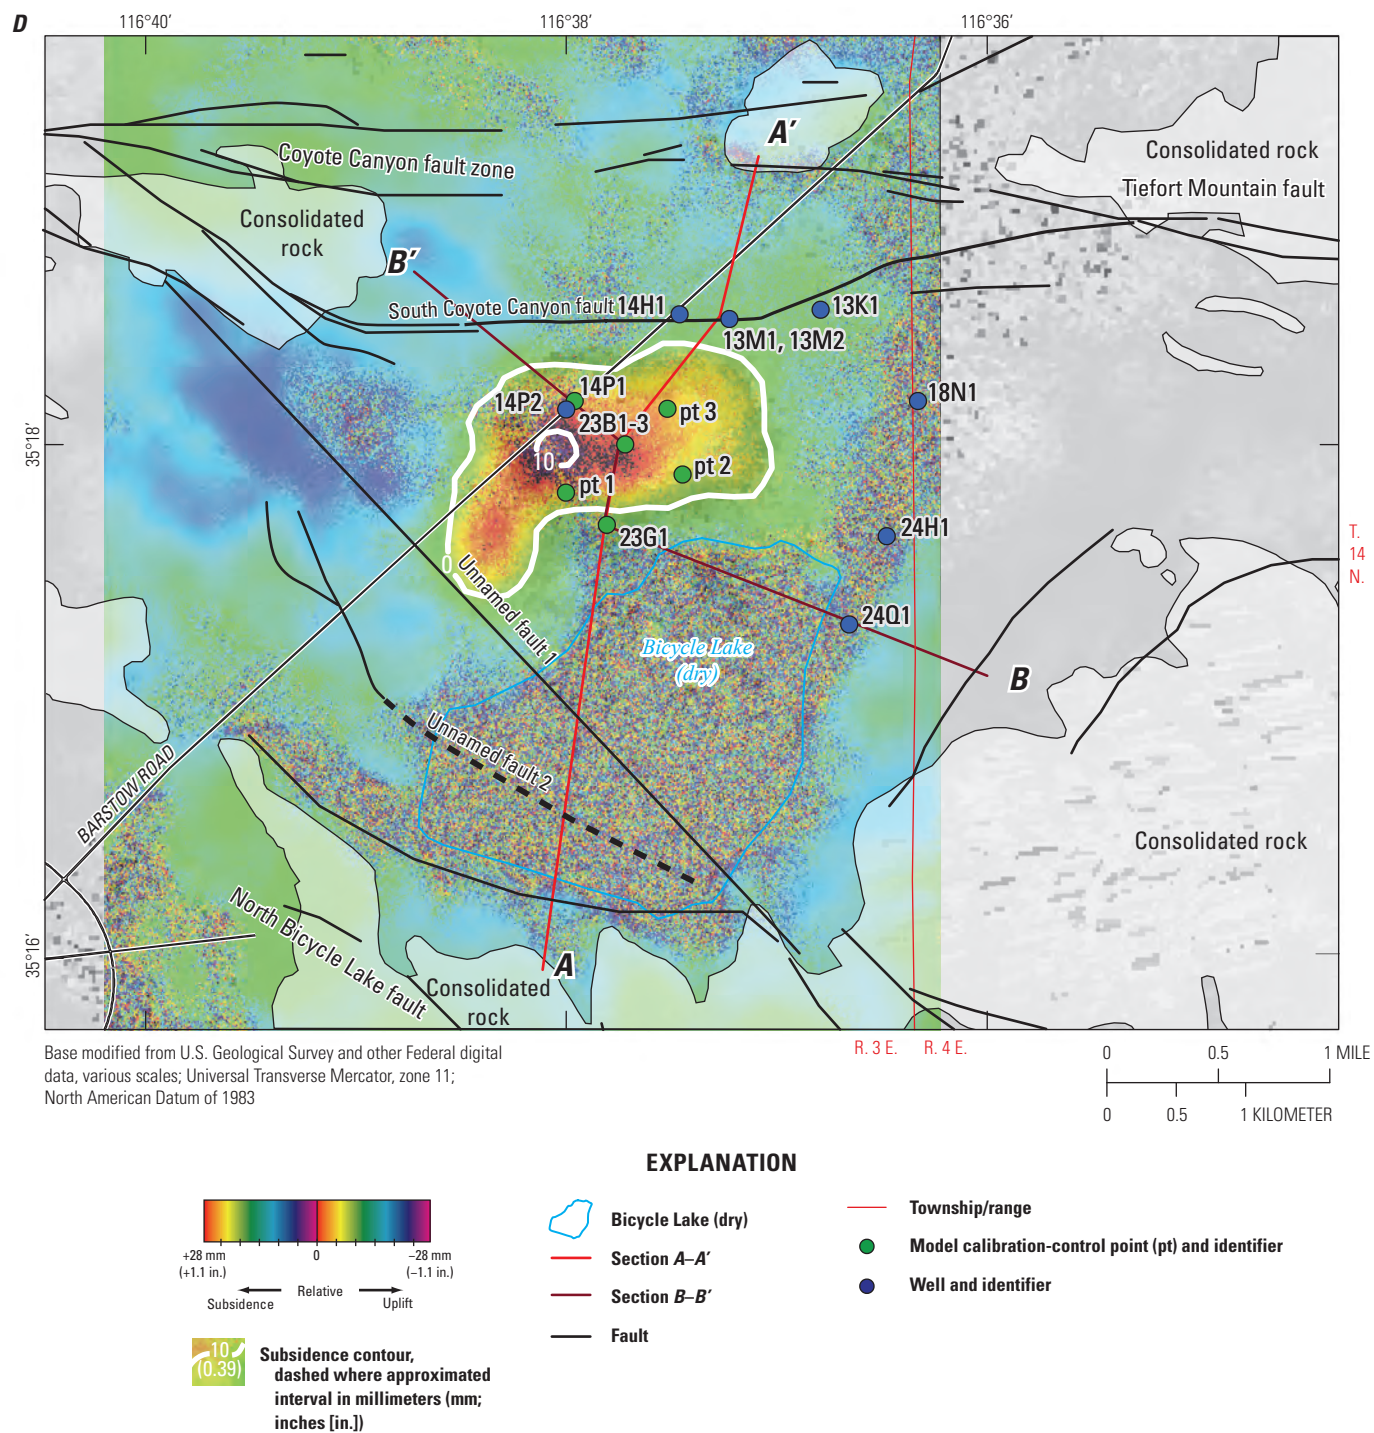 D
116°40′
116°38′
116°36′
A′
Coyote Canyon fault zone
Consolidated rock
Tiefort Mountain fault
Consolidated
rock
B′
South Coyote Canyon fault
14H1
13K1
13M1, 13M2
14P1
14P2
18N1
pt 3
23B1-3
35°18′
10
pt 2
pt 1
24H1
23G1
T.
14
N.
0
Unnamed fault 1
24Q1
Bicycle Lake
(dry)
B
Unnamed fault 2
BARSTOW ROAD
Consolidated rock
North Bicycle Lake fault
35°16′
A
Consolidated
rock
R. 3 E.
R. 4 E.
Base modified from U.S. Geological Survey and other Federal digital
data, various scales; Universal Transverse Mercator, zone 11;
North American Datum of 1983
0 0.5 1 MILE
0 0.5 1 KILOMETER
EXPLANATION
+28 mm
(+1.1 in.)
0
−28 mm
(−1.1 in.)
Relative
Subsidence
Uplift
10
(0.39)
Subsidence contour,
dashed where approximated
interval in millimeters (mm;
inches [in.])
Bicycle Lake (dry)
Section A–A′
Section B–B′
Fault
Township/range
Model calibration-control point (pt) and identifier
Well and identifier